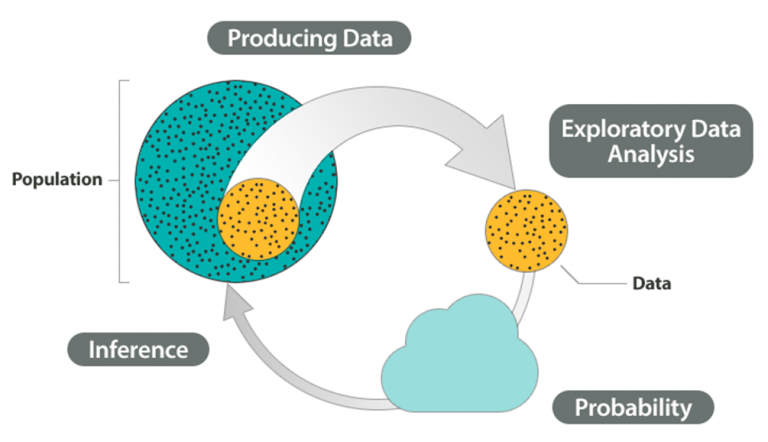 Producing Data
Exploratory Data
Analysis
Population
Data
Inference
Probability